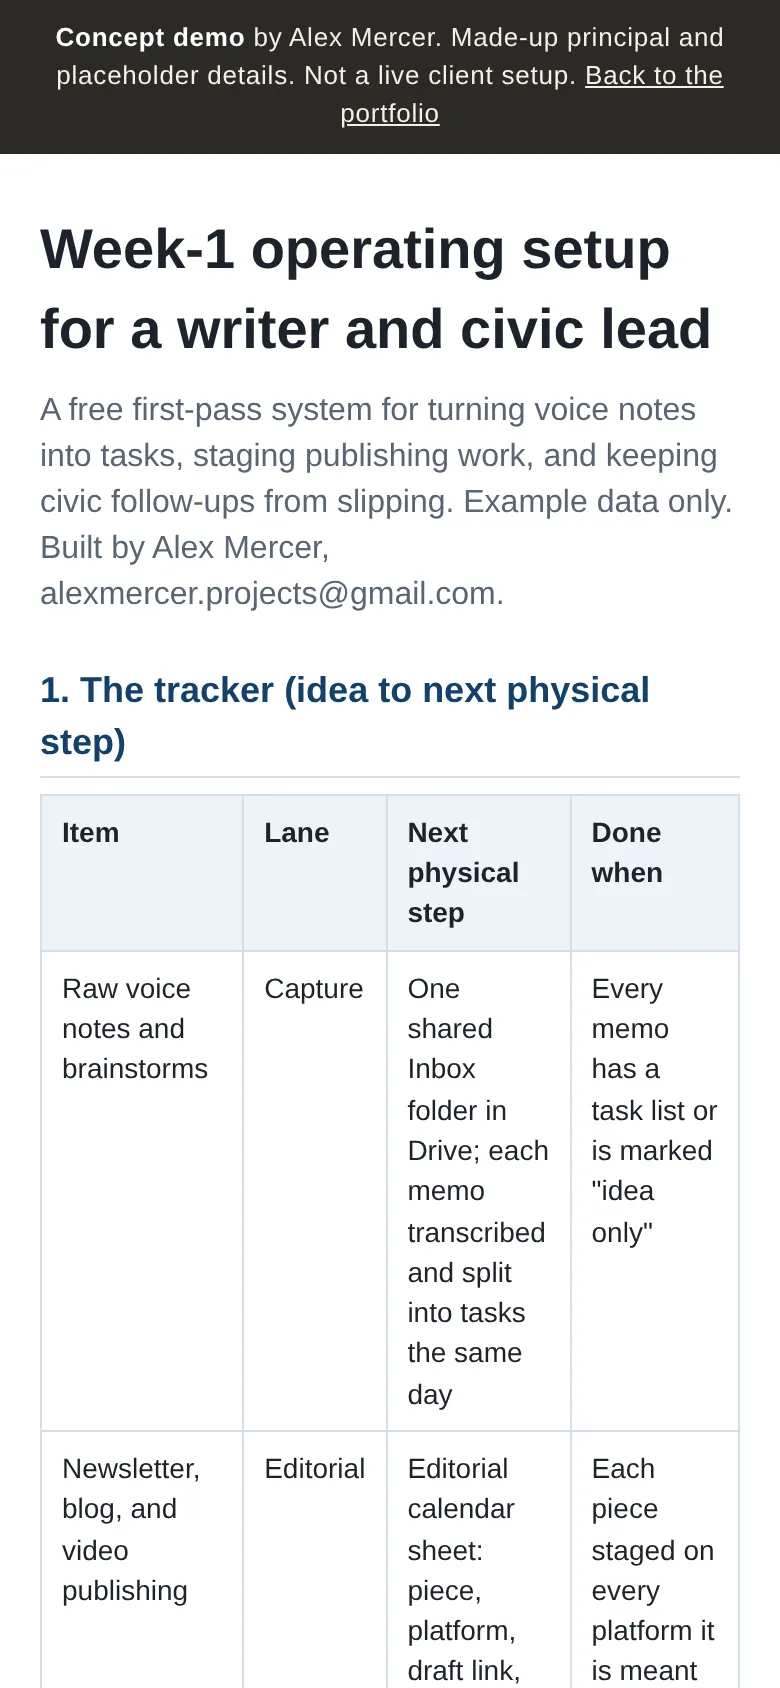 Concept demo by Alex Mercer. Made-up principal and
placeholder details. Not a live client setup. Back to the
portfolio
Week-1 operating setup
for a writer and civic lead
A free first-pass system for turning voice notes
into tasks, staging publishing work, and keeping
civic follow-ups from slipping. Example data only.
Built by Alex Mercer,
alexmercer.projects@gmail.com.
1. The tracker (idea to next physical
step)
Item
Lane
Next
physical
step
Done
when
Raw voice
notes and
brainstorms
Capture
One
shared
Inbox
folder in
Drive; each
memo
transcribed
and split
into tasks
the same
day
Every
memo
has a
task list or
is marked
"idea
only"
Newsletter,
blog, and
video
publishing
Editorial
Editorial
calendar
sheet:
piece,
platform,
draft link,
Each
piece
staged on
every
platform it
is meant